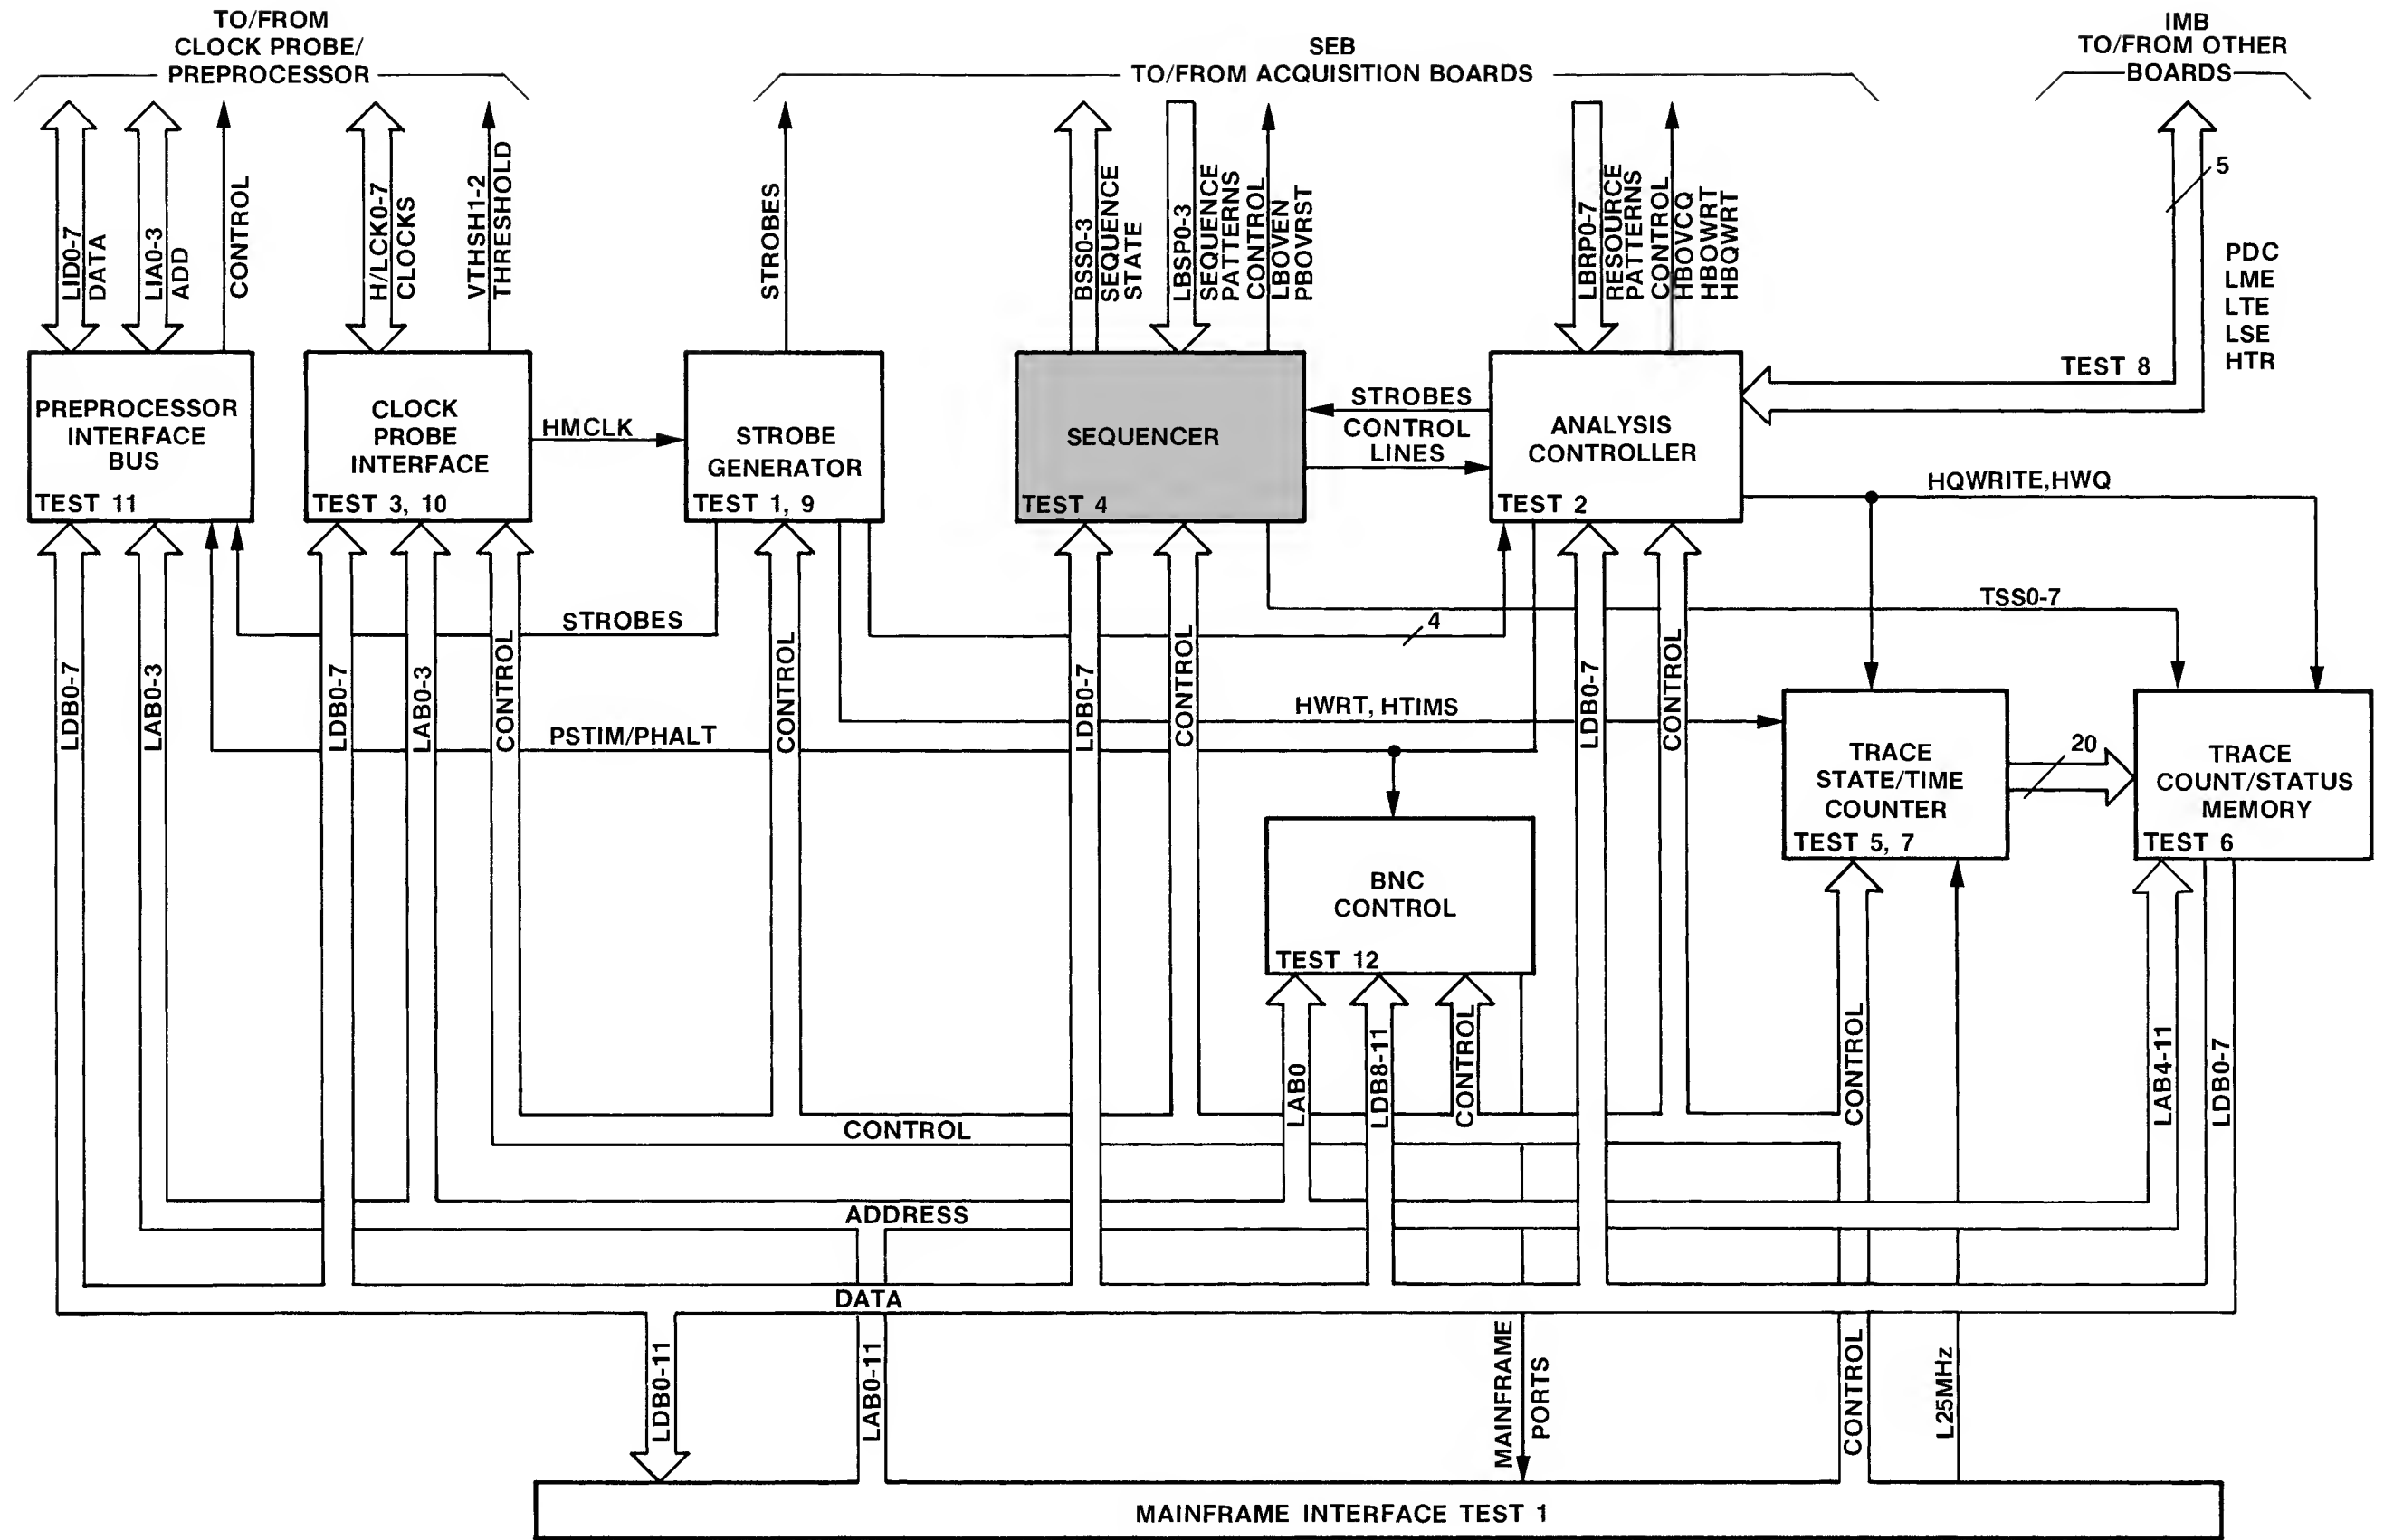 TO/FROM
CLOCK PROBE/
PREPROCESSOR
SEB
TO/FROM ACQUISITION BOARDS
IMB
TO/FROM OTHER
BOARDS
LID0-7
DATA
LIA0-3
ADD
CONTROL
H/LCK0-7
CLOCKS
VTHSH1-2
THRESHOLD
STROBES
BSS0-3
SEQUENCE
STATE
LBSP0-3
SEQUENCE
PATTERNS
CONTROL
LBOVEN
PBOVRST
LBRP0-7
RESOURCE
PATTERNS
CONTROL
HBOVCQ
HBOWRT
HBQWRT
5
PDC
LME
LTE
LSE
HTR
TEST 8
PREPROCESSOR
INTERFACE
BUS
TEST 11
CLOCK
PROBE
INTERFACE
TEST 3, 10
HMCLK
STROBE
GENERATOR
TEST 1, 9
SEQUENCER
TEST 4
STROBES
CONTROL
LINES
ANALYSIS
CONTROLLER
TEST 2
HQWRITE,HWQ
TSS0-7
STROBES
4
HWRT, HTIMS
PSTIM/PHALT
LDB0-7
LAB0-3
LDB0-7
LAB0-3
CONTROL
CONTROL
LDB0-7
CONTROL
LDB0-7
CONTROL
TRACE
STATE/TIME
COUNTER
TEST 5, 7
20
TRACE
COUNT/STATUS
MEMORY
TEST 6
BNC
CONTROL
TEST 12
LAB0
LDB8-11
CONTROL
CONTROL
LAB4-11
LDB0-7
CONTROL
ADDRESS
DATA
LDB0-11
LAB0-11
MAINFRAME
PORTS
CONTROL
L25MHz
MAINFRAME INTERFACE TEST 1